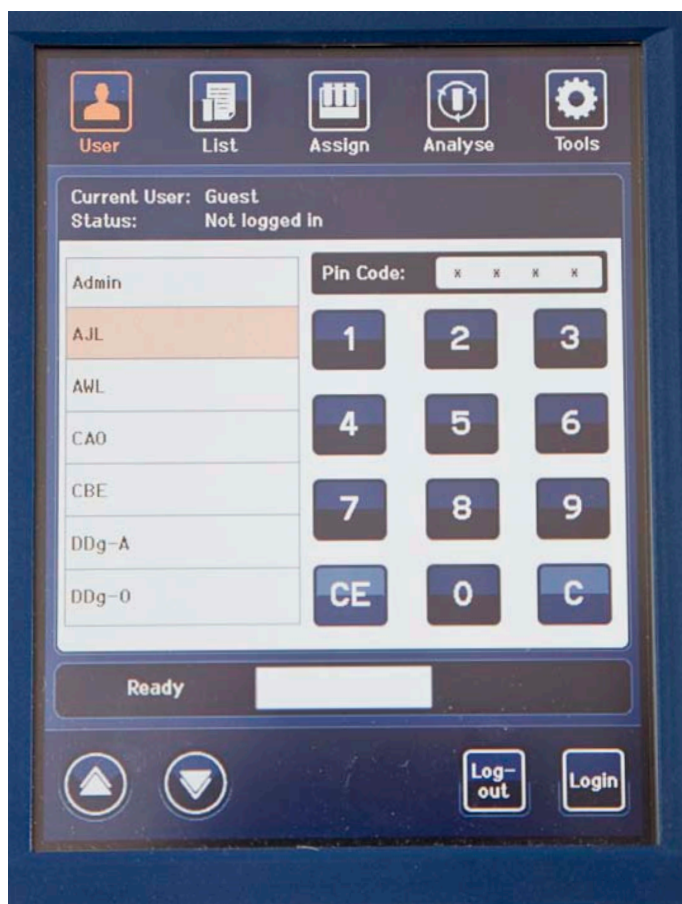 User List Assign Analyse Tools
Current User: Guest
Status: Not logged in
Admin
AJL
AWL
CAO
CBE
DDg-A
DDg-O
Pin Code: * * * *
1 2 3
4 5 6
7 8 9
CE 0 C
Ready
Log-
out
Login